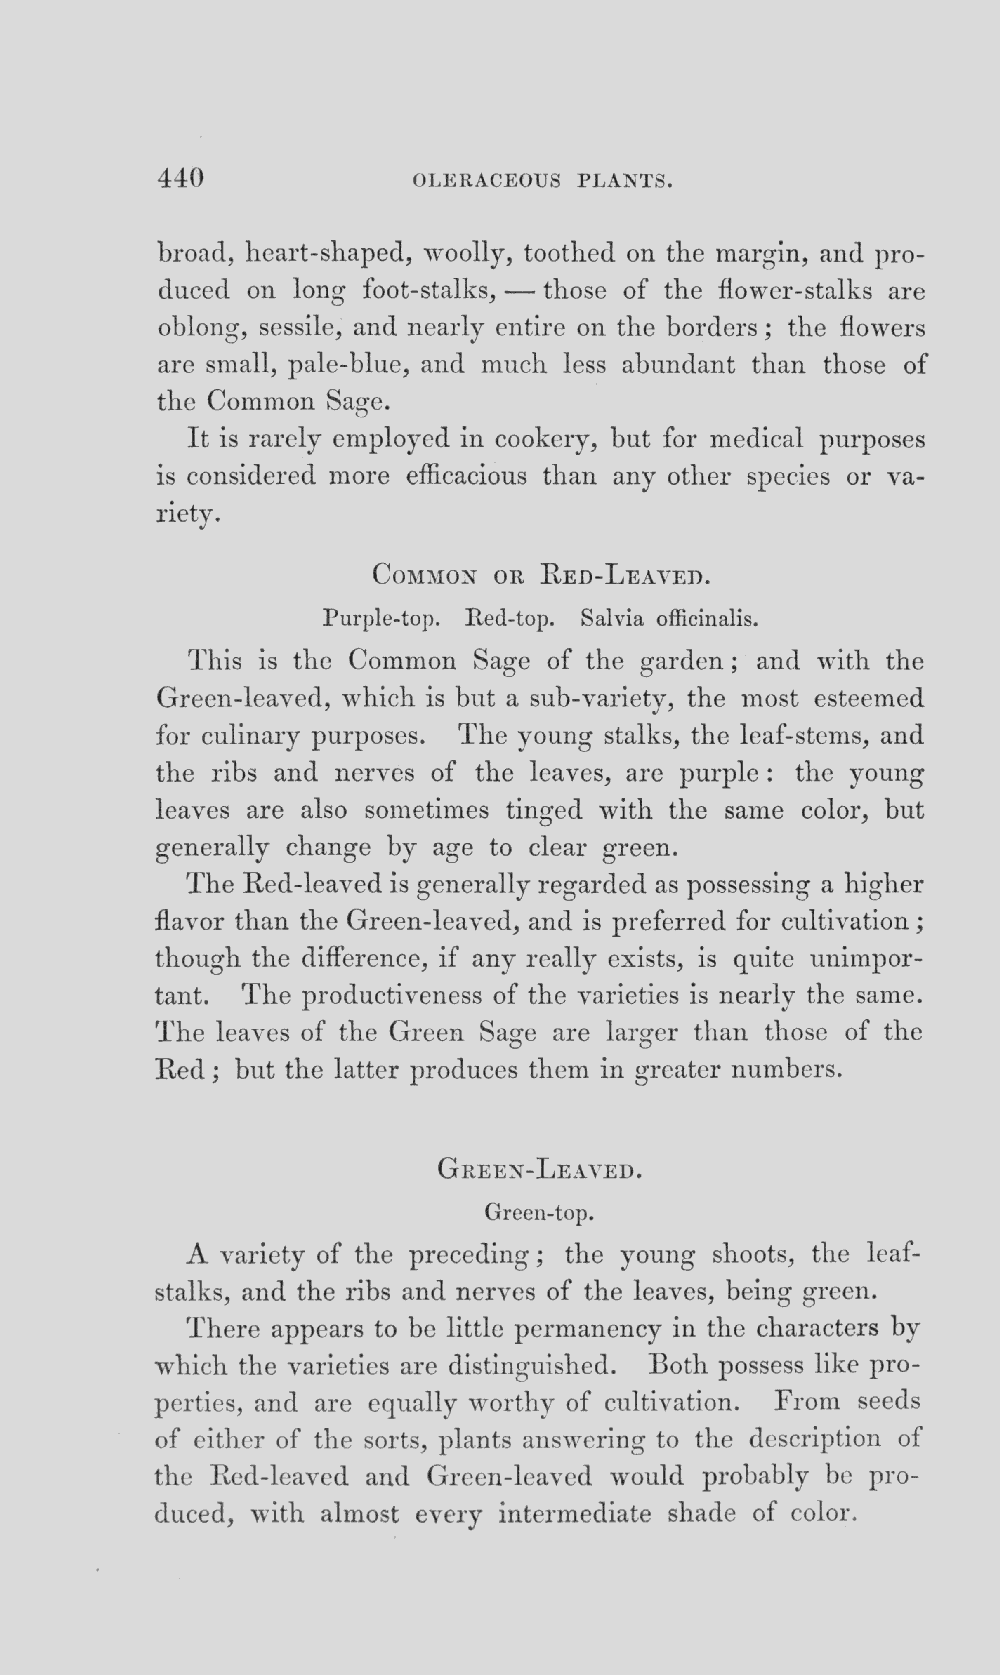 440 OLERACEOUS PLANTS.
broad, heart-shaped, woolly, toothed on the margin, and pro-
duced on long foot-stalks, — those of the flower-stalks are
oblong, sessile, and nearly entire on the borders; the flowers
are small, pale-blue, and much less abundant than those of
the Common Sage.
It is rarely employed in cookery, but for medical purposes
is considered more efficacious than any other species or va-
riety.
COMMON OR RED-LEAVED.
Purple-top. Red-top. Salvia officinalis.
This is the Common Sage of the garden; and with the
Green-leaved, which is but a sub-variety, the most esteemed
for culinary purposes. The young stalks, the leaf-stems, and
the ribs and nerves of the leaves, are purple: the young
leaves are also sometimes tinged with the same color, but
generally change by age to clear green.
The Red-leaved is generally regarded as possessing a higher
flavor than the Green-leaved, and is preferred for cultivation;
though the difference, if any really exists, is quite unimpor-
tant. The productiveness of the varieties is nearly the same.
The leaves of the Green Sage are larger than those of the
Red; but the latter produces them in greater numbers.
GREEN-LEAVED.
Green-top.
A variety of the preceding; the young shoots, the leaf-
stalks, and the ribs and nerves of the leaves, being green.
There appears to be little permanency in the characters by
which the varieties are distinguished. Both possess like pro-
perties, and are equally worthy of cultivation. From seeds
of either of the sorts, plants answering to the description of
the Red-leaved and Green-leaved would probably be pro-
duced, with almost every intermediate shade of color.